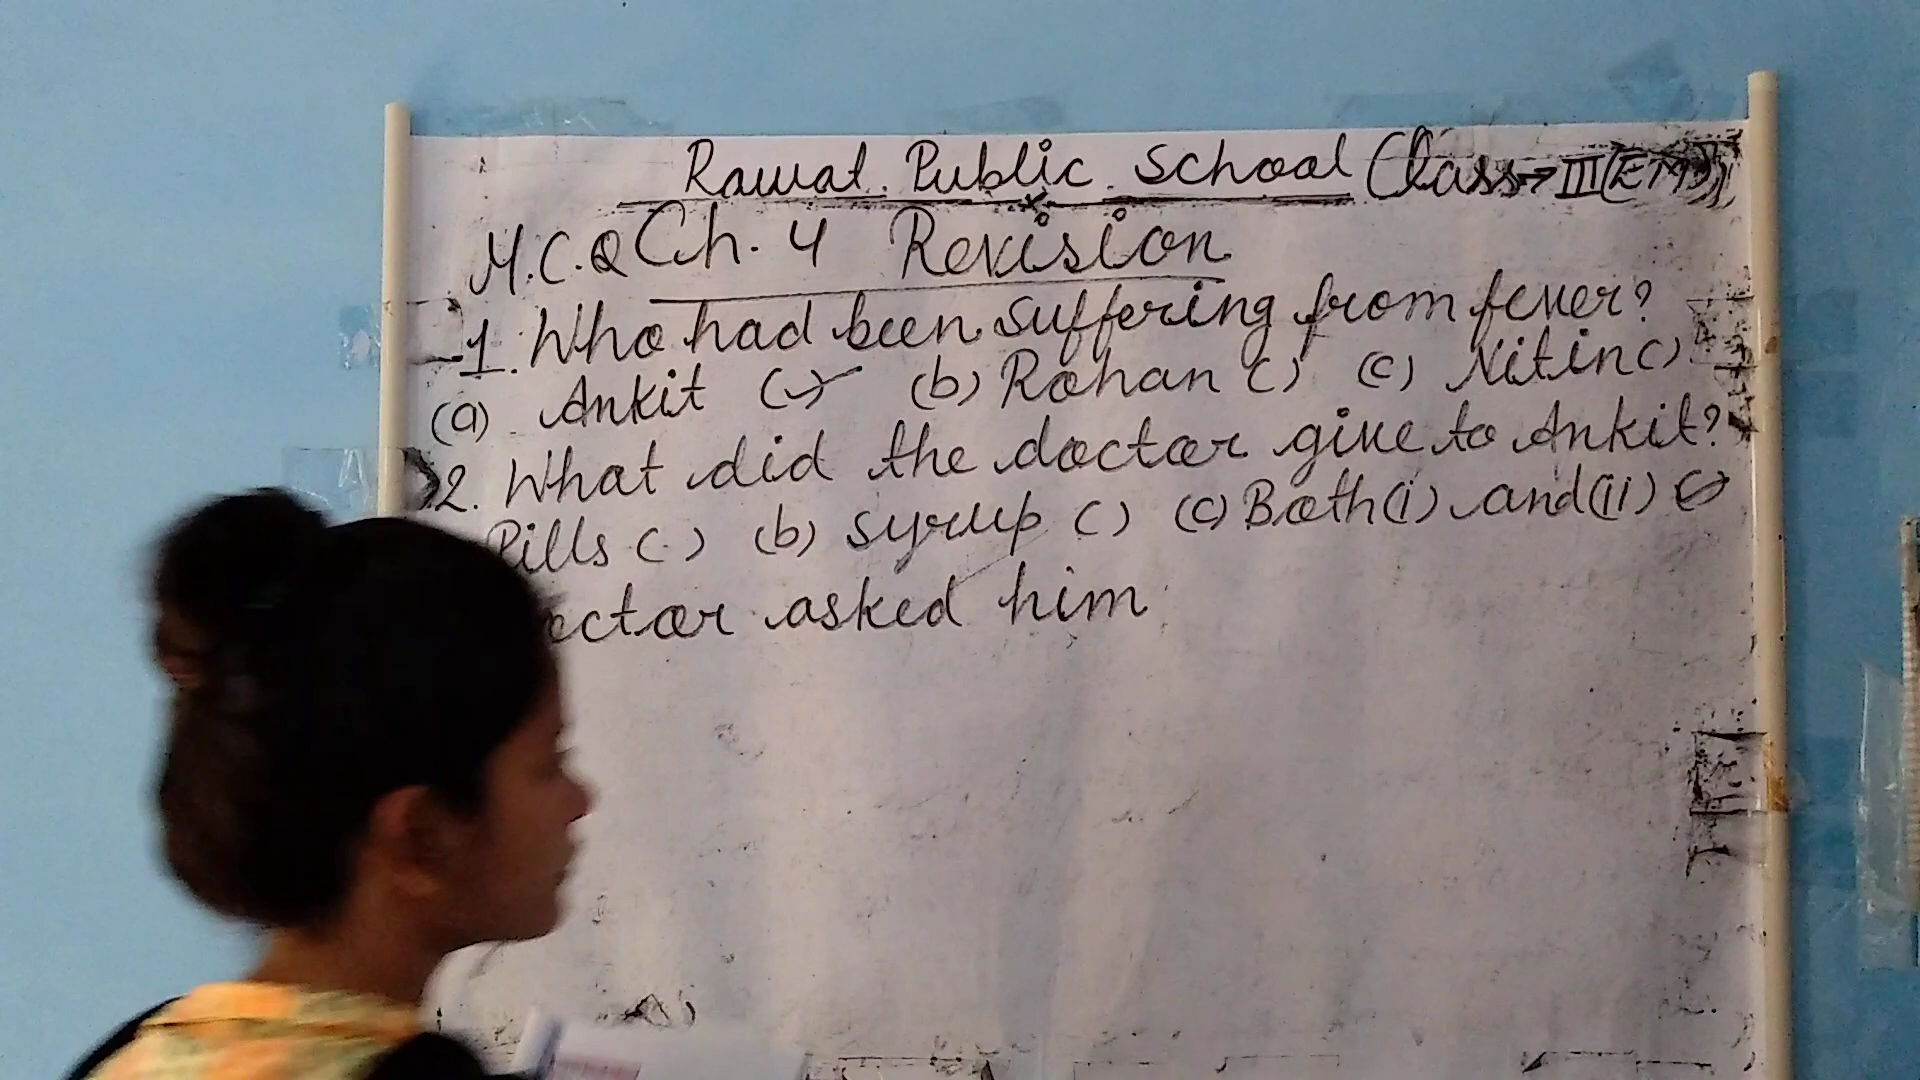 Rawat Public School Class → III (EM)
M.C.Q Ch. 4 Revision
1. Who had been suffering from fever?
(a) Ankit (✓) (b) Rohan ( ) (c) Nitin ( )
2. What did the doctor give to Ankit?
Pills ( ) (b) Syrup ( ) (c) Both (i) and (ii) (✓)
octor asked him